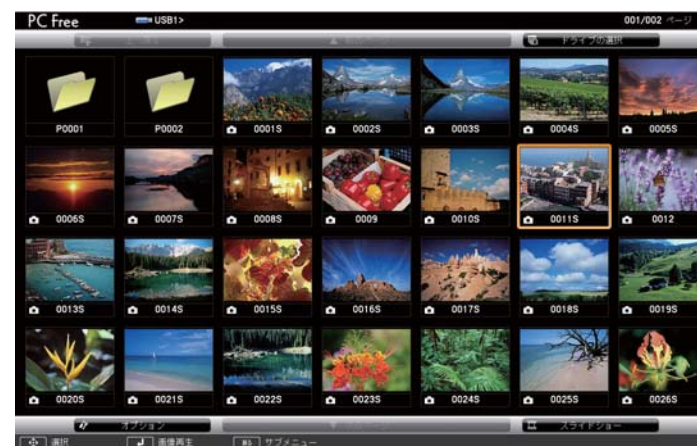 PC Free USB1> 001/002 ページ
ドライブの選択
P0001 P0002 0001S 0002S 0003S 0004S 0005S
0006S 0007S 0008S 0009 0010S 0011S 0012
0013S 0014S 0015S 0016S 0017S 0018S 0019S
0020S 0021S 0022S 0023S 0024S 0025S 0026S
オプション スライドショー
選択 画像再生 サブメニュー